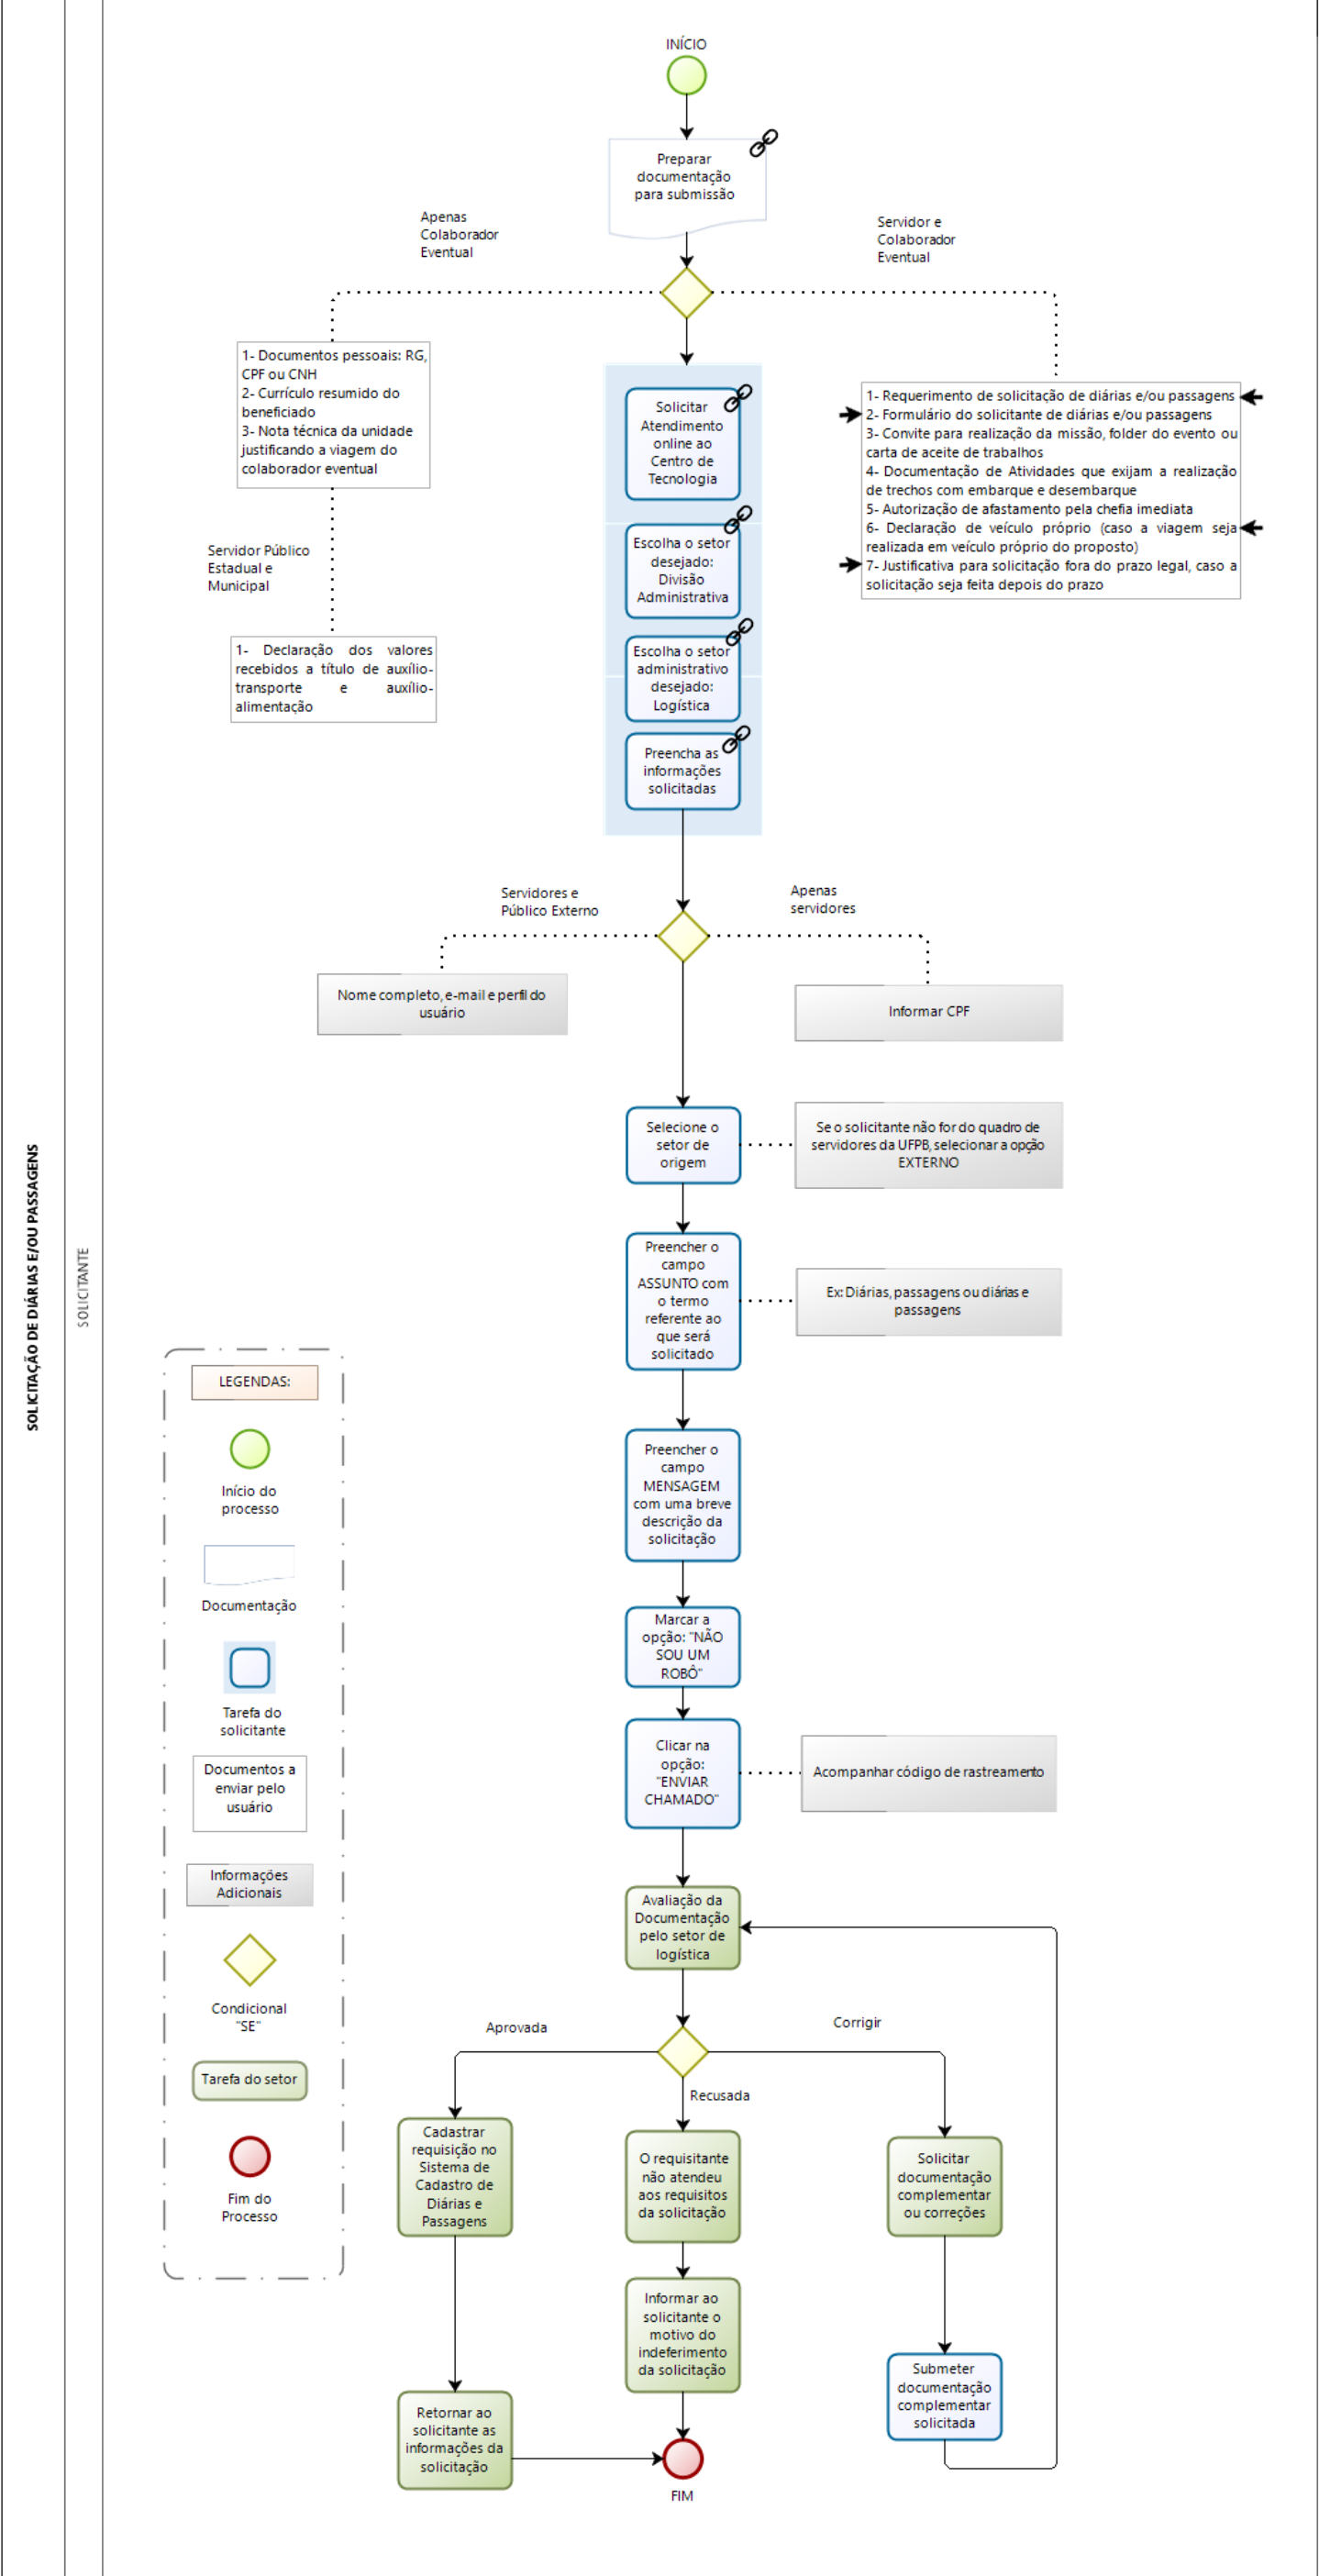 SOLICITAÇÃO DE DIÁRIAS E/OU PASSAGENS
SOLICITANTE
INÍCIO
Preparar
documentação
para submissão
Apenas
Colaborador
Eventual
Servidor e
Colaborador
Eventual
1- Documentos pessoais: RG,
CPF ou CNH
2- Currículo resumido do
beneficiado
3- Nota técnica da unidade
justificando a viagem do
colaborador eventual
Servidor Público
Estadual e
Municipal
1- Declaração dos valores
recebidos a título de auxílio-
transporte e auxílio-
alimentação
Solicitar
Atendimento
online ao
Centro de
Tecnologia
Escolha o setor
desejado:
Divisão
Administrativa
Escolha o setor
administrativo
desejado:
Logística
Preencha as
informações
solicitadas
1- Requerimento de solicitação de diárias e/ou passagens
2- Formulário do solicitante de diárias e/ou passagens
3- Convite para realização da missão, folder do evento ou
carta de aceite de trabalhos
4- Documentação de Atividades que exijam a realização
de trechos com embarque e desembarque
5- Autorização de afastamento pela chefia imediata
6- Declaração de veículo próprio (caso a viagem seja
realizada em veículo próprio do proposto)
7- Justificativa para solicitação fora do prazo legal, caso a
solicitação seja feita depois do prazo
Servidores e
Público Externo
Apenas
servidores
Nome completo, e-mail e perfil do
usuário
Informar CPF
Selecione o
setor de
origem
Se o solicitante não for do quadro de
servidores da UFPB, selecionar a opção
EXTERNO
Preencher o
campo
ASSUNTO com
o termo
referente ao
que será
solicitado
Ex: Diárias, passagens ou diárias e
passagens
Preencher o
campo
MENSAGEM
com uma breve
descrição da
solicitação
Marcar a
opção: "NÃO
SOU UM
ROBÔ"
Clicar na
opção:
"ENVIAR
CHAMADO"
Acompanhar código de rastreamento
Avaliação da
Documentação
pelo setor de
logística
Aprovada
Recusada
Corrigir
Cadastrar
requisição no
Sistema de
Cadastro de
Diárias e
Passagens
O requisitante
não atendeu
aos requisitos
da solicitação
Solicitar
documentação
complementar
ou correções
Informar ao
solicitante o
motivo do
indeferimento
da solicitação
Submeter
documentação
complementar
solicitada
Retornar ao
solicitante as
informações da
solicitação
FIM
LEGENDAS:
Início do
processo
Documentação
Tarefa do
solicitante
Documentos a
enviar pelo
usuário
Informações
Adicionais
Condicional
"SE"
Tarefa do setor
Fim do
Processo